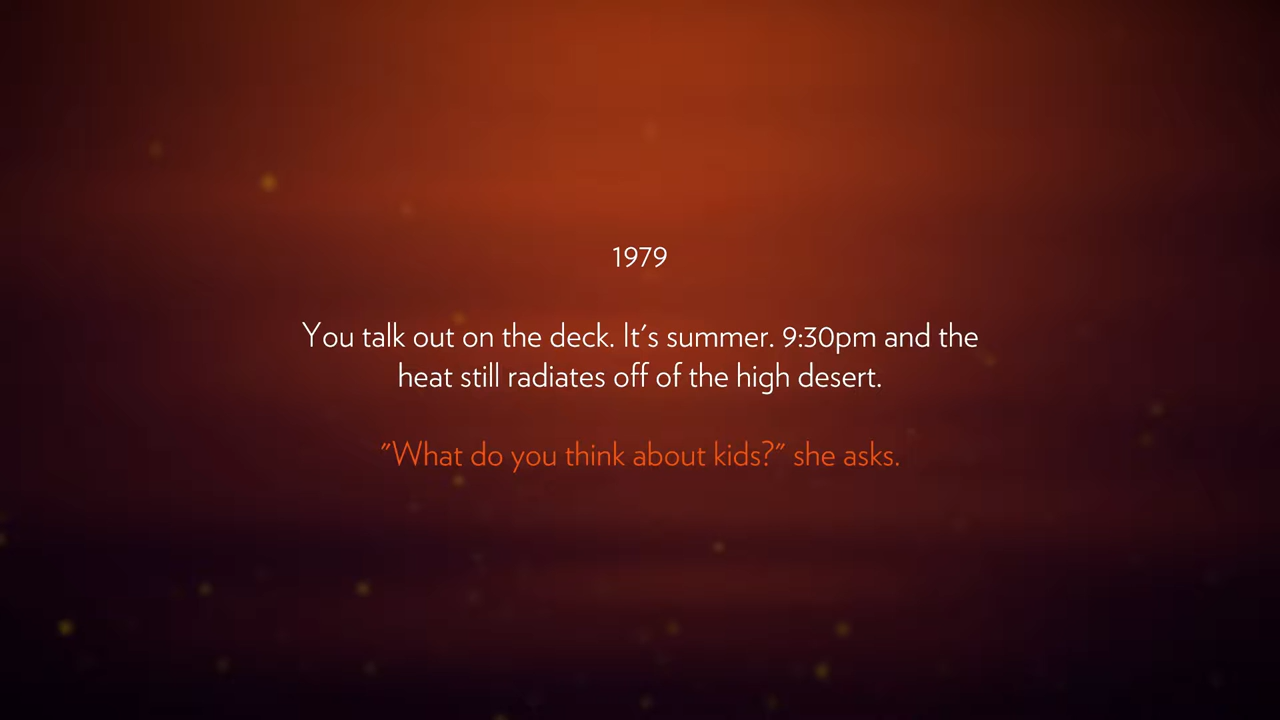 1979
You talk out on the deck. It's summer. 9:30pm and the
heat still radiates off of the high desert.
"What do you think about kids?" she asks.